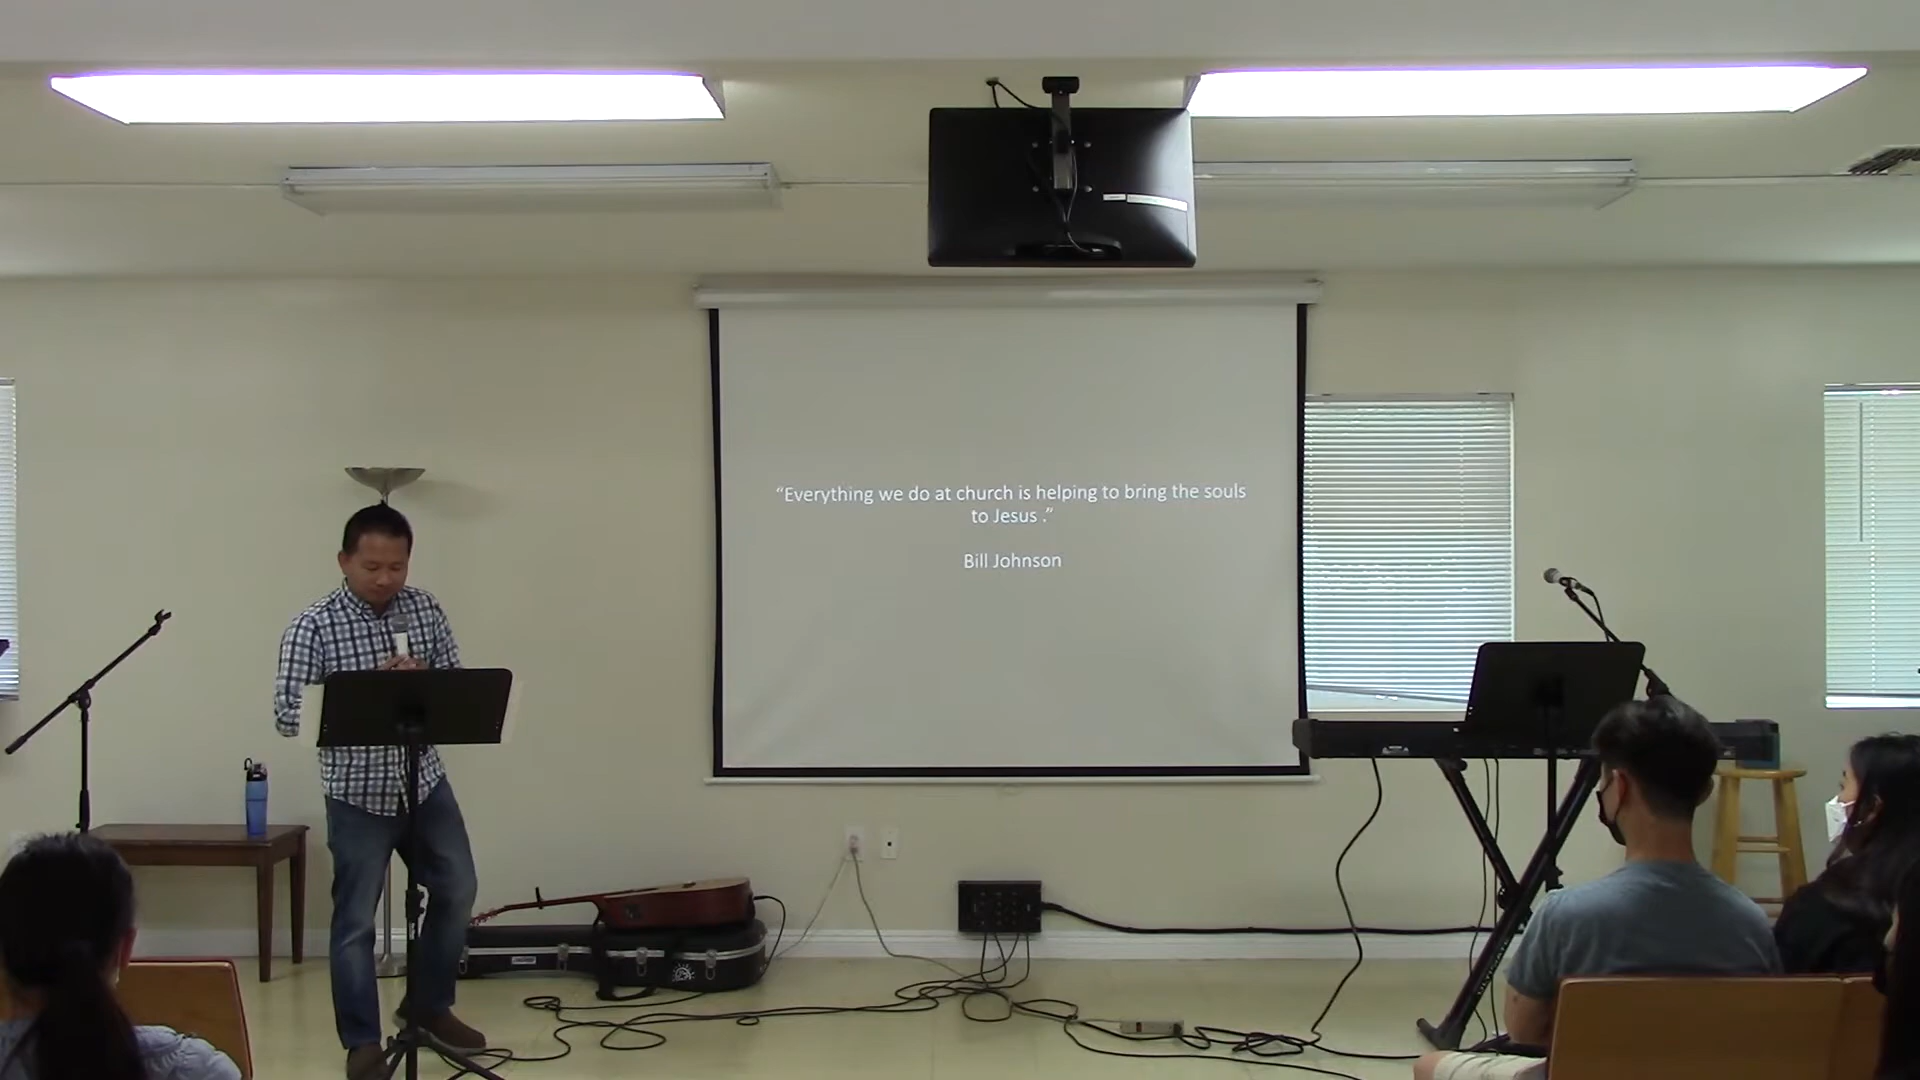 “Everything we do at church is helping to bring the souls
to Jesus .”
Bill Johnson